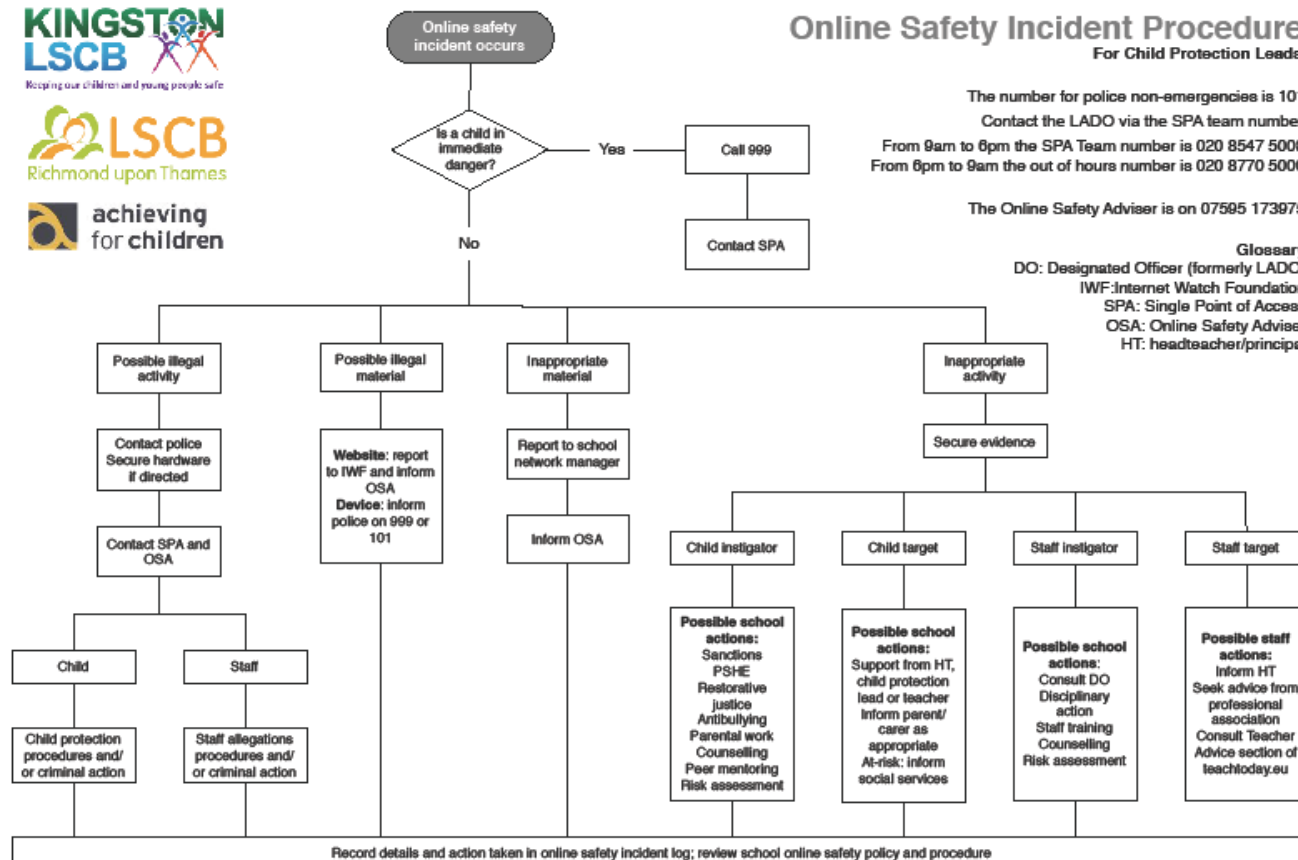 KINGSTON
LSCB
Keeping our children and young people safe
LSCB
Richmond upon Thames
achieving
for children
Online safety
incident occurs
Online Safety Incident Procedure
For Child Protection Leads
The number for police non-emergencies is 101
Contact the LADO via the SPA team number
From 9am to 6pm the SPA Team number is 020 8547 5008
From 6pm to 9am the out of hours number is 020 8770 5000
The Online Safety Adviser is on 07595 173975
Glossary
DO: Designated Officer (formerly LADO)
IWF:Internet Watch Foundation
SPA: Single Point of Access
OSA: Online Safety Adviser
HT: headteacher/principal
Is a child in
immediate
danger?
Yes
Call 999
Contact SPA
No
Possible illegal
activity
Contact police
Secure hardware
if directed
Contact SPA and
OSA
Child
Child protection
procedures and/
or criminal action
Staff
Staff allegations
procedures and/
or criminal action
Possible illegal
material
Website: report
to IWF and inform
OSA
Device: inform
police on 999 or
101
Inappropriate
material
Report to school
network manager
Inform OSA
Inappropriate
activity
Secure evidence
Child instigator
Possible school
actions:
Sanctions
PSHE
Restorative
justice
Antibullying
Parental work
Counselling
Peer mentoring
Risk assessment
Child target
Possible school
actions:
Support from HT,
child protection
lead or teacher
Inform parent/
carer as
appropriate
At-risk: inform
social services
Staff instigator
Possible school
actions:
Consult DO
Disciplinary
action
Staff training
Counselling
Risk assessment
Staff target
Possible staff
actions:
Inform HT
Seek advice from
professional
association
Consult Teacher
Advice section of
teachtoday.eu
Record details and action taken in online safety incident log; review school online safety policy and procedure